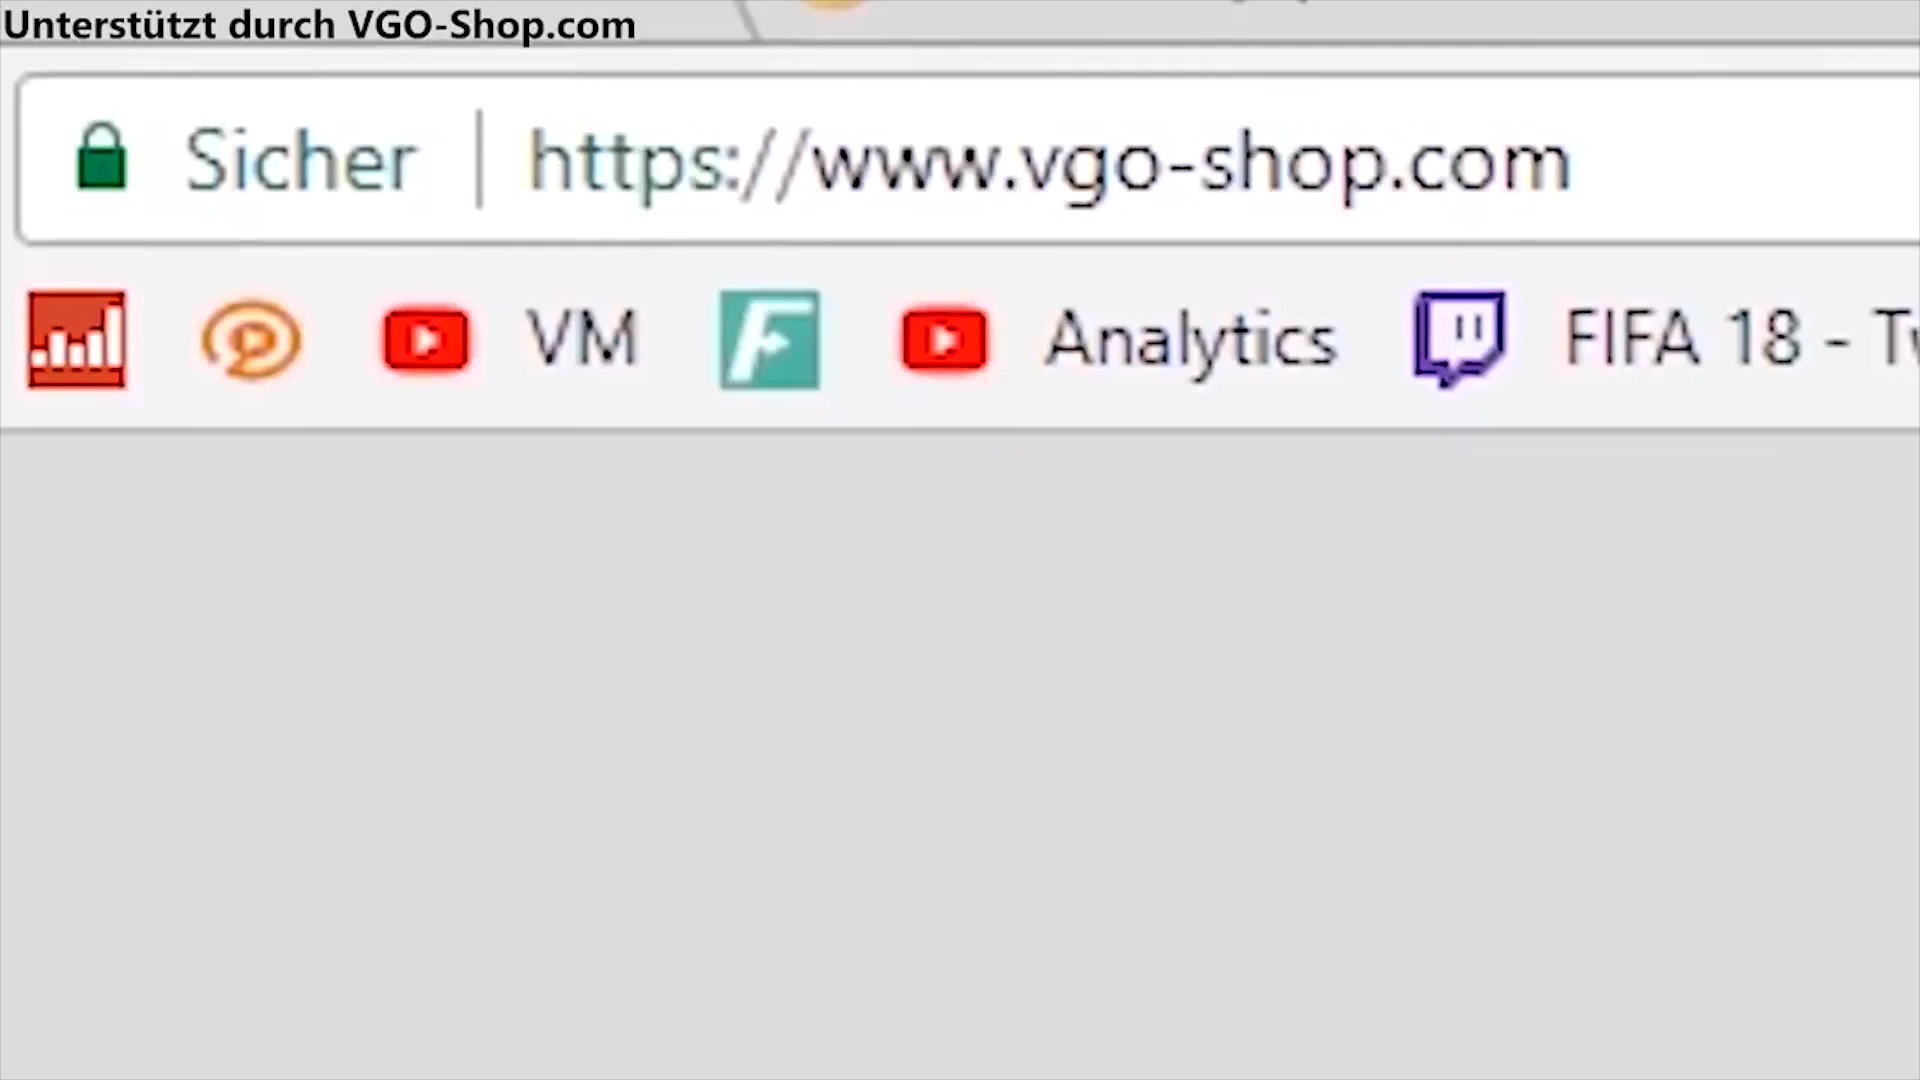 Unterstützt durch VGO-Shop.com
Sicher | https://www.vgo-shop.com
VM Analytics FIFA 18 -